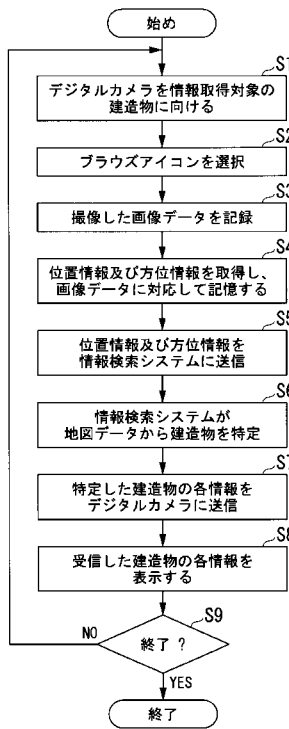 始め
S1
デジタルカメラを情報取得対象の
建造物に向ける
S2
ブラウズアイコンを選択
S3
撮像した画像データを記録
S4
位置情報及び方位情報を取得し、
画像データに対応して記憶する
S5
位置情報及び方位情報を
情報検索システムに送信
S6
情報検索システムが
地図データから建造物を特定
S7
特定した建造物の各情報を
デジタルカメラに送信
S8
受信した建造物の各情報を
表示する
S9
NO
終了 ?
YES
終了